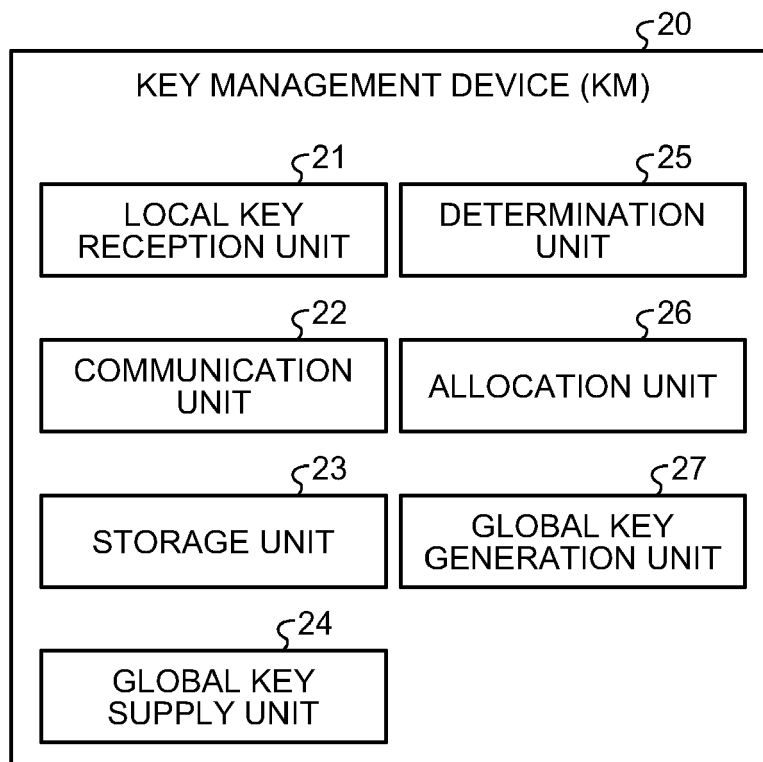 20
KEY MANAGEMENT DEVICE (KM)
21
LOCAL KEY
RECEPTION UNIT
25
DETERMINATION
UNIT
22
COMMUNICATION
UNIT
26
ALLOCATION UNIT
23
STORAGE UNIT
27
GLOBAL KEY
GENERATION UNIT
24
GLOBAL KEY
SUPPLY UNIT